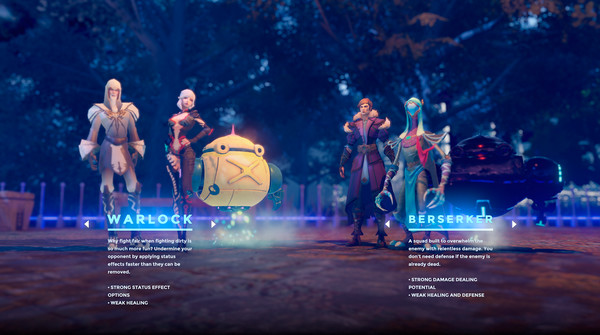 WARLOCK
Why fight fair when fighting dirty is
so much more fun? Undermine your
opponent by applying status
effects faster than they can be
removed.
• STRONG STATUS EFFECT
OPTIONS
• WEAK HEALING
BERSERKER
A squad built to overwhelm the
enemy with relentless damage. You
don't need defense if the enemy is
already dead.
• STRONG DAMAGE DEALING
POTENTIAL
• WEAK HEALING AND DEFENSE